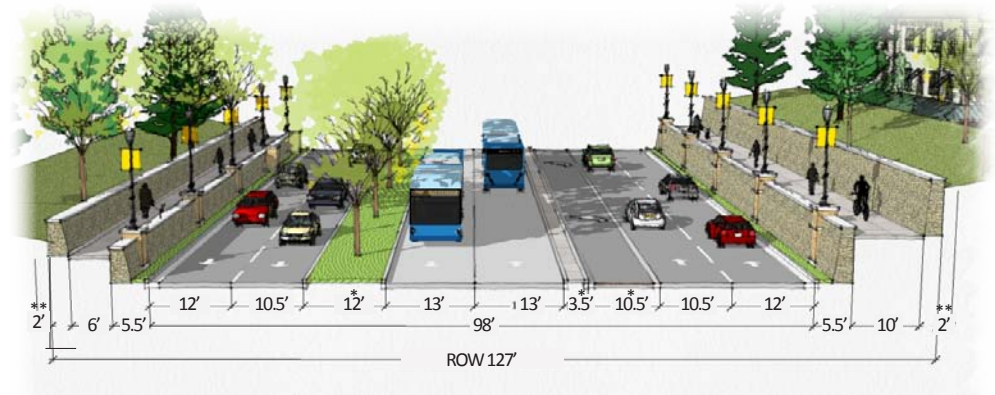 * * *
12’ 10.5’ 12’ 13’ 13’ 3.5’ 10.5’ 10.5’ 12’
** **
2’ 6’ 5.5’ 98’ 5.5’ 10’ 2’
ROW 127’